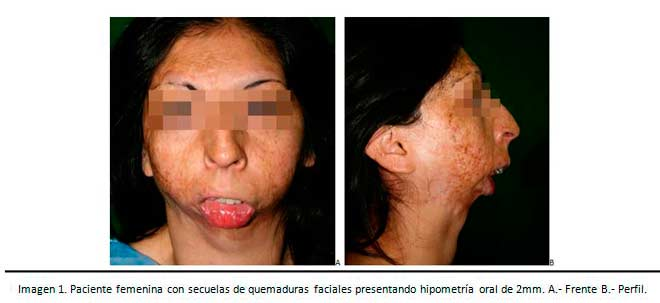 A
B
Imagen 1. Paciente femenina con secuelas de quemaduras faciales presentando hipometría oral de 2mm. A.- Frente B.- Perfil.